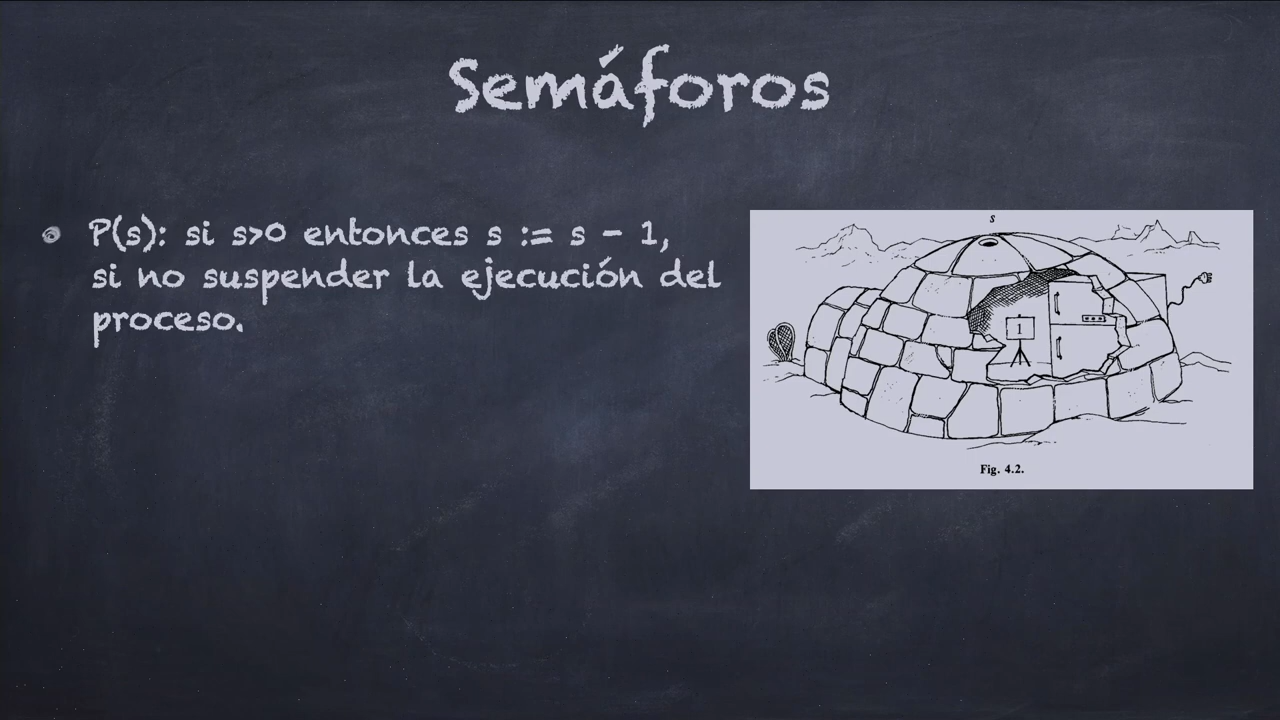 Semáforos
P(s): si s>0 entonces s := s - 1,
si no suspender la ejecución del
proceso.
s
1
Fig. 4.2.